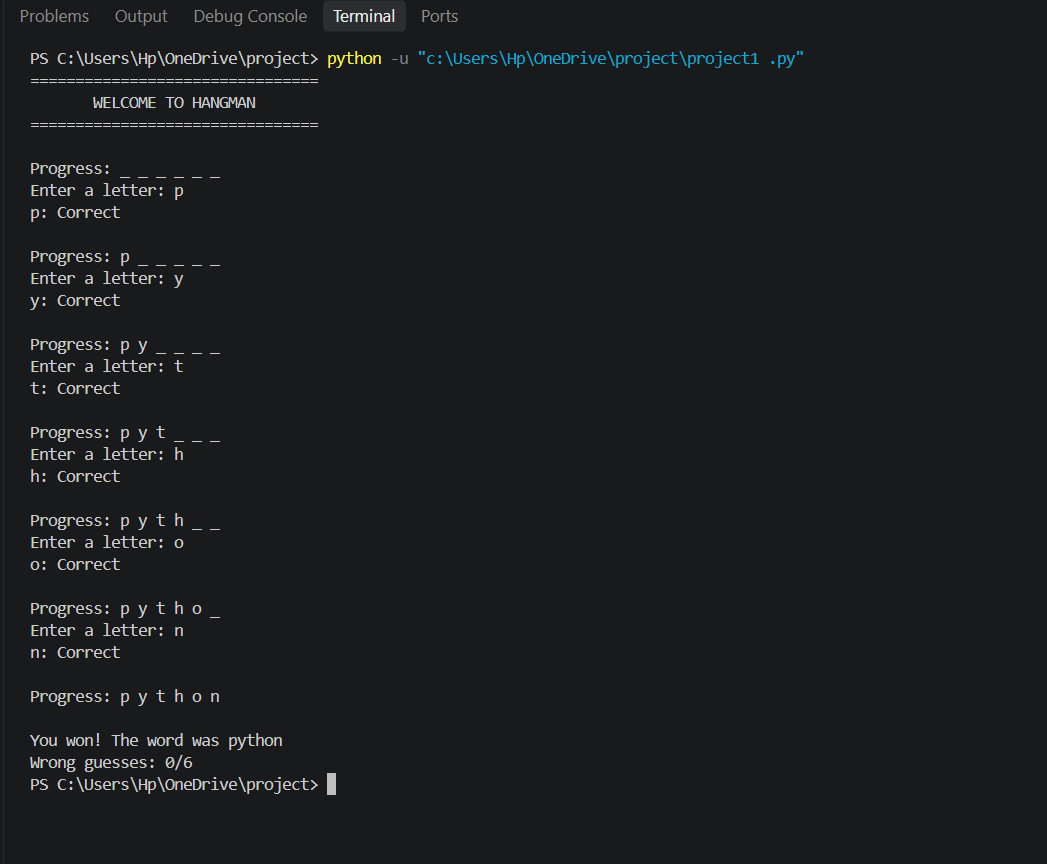 Problems Output Debug Console Terminal Ports
PS C:\Users\Hp\OneDrive\project> python -u "c:\Users\Hp\OneDrive\project\project1 .py"
================================
WELCOME TO HANGMAN
================================
Progress: _ _ _ _ _ _
Enter a letter: p
p: Correct
Progress: p _ _ _ _ _
Enter a letter: y
y: Correct
Progress: p y _ _ _ _
Enter a letter: t
t: Correct
Progress: p y t _ _ _
Enter a letter: h
h: Correct
Progress: p y t h _ _
Enter a letter: o
o: Correct
Progress: p y t h o _
Enter a letter: n
n: Correct
Progress: p y t h o n
You won! The word was python
Wrong guesses: 0/6
PS C:\Users\Hp\OneDrive\project>